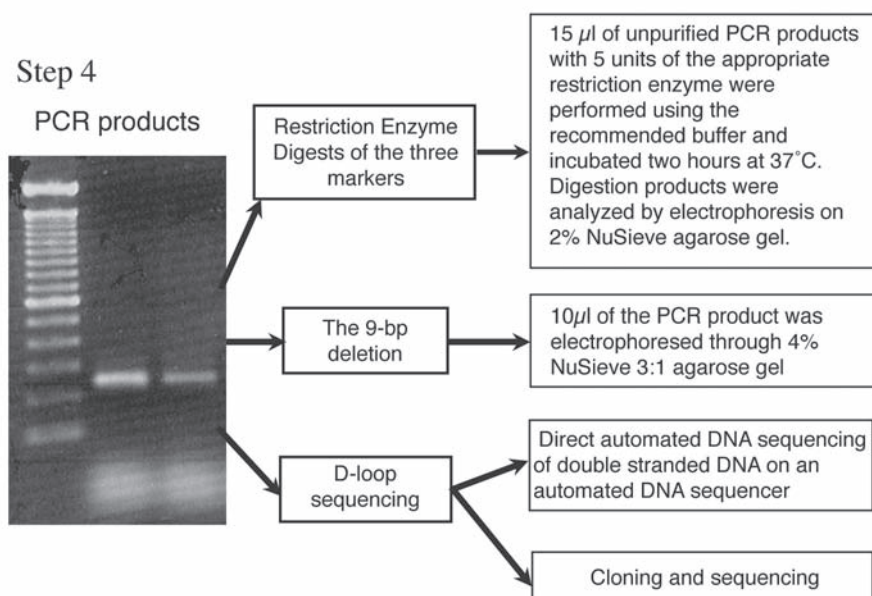 Step 4
PCR products
Restriction Enzyme
Digests of the three
markers
15 µl of unpurified PCR products
with 5 units of the appropriate
restriction enzyme were
performed using the
recommended buffer and
incubated two hours at 37˚C.
Digestion products were
analyzed by electrophoresis on
2% NuSieve agarose gel.
The 9-bp
deletion
10µl of the PCR product was
electrophoresed through 4%
NuSieve 3:1 agarose gel
D-loop
sequencing
Direct automated DNA sequencing
of double stranded DNA on an
automated DNA sequencer
Cloning and sequencing